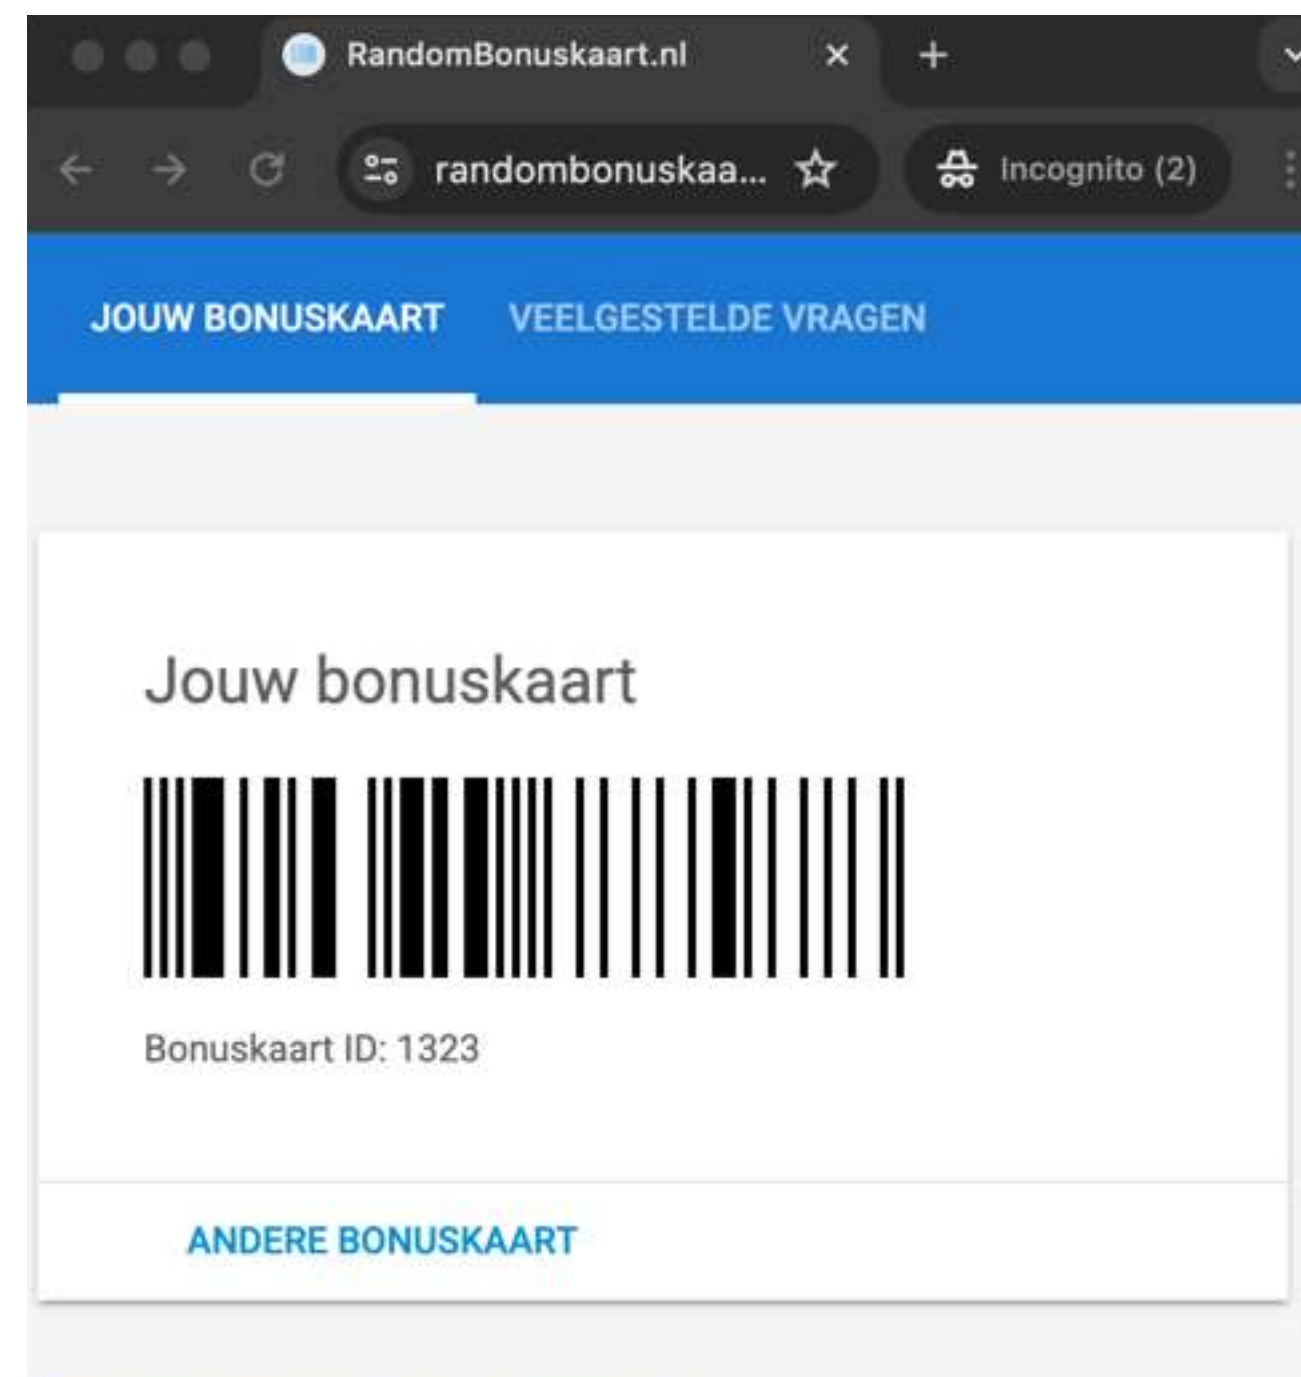 RandomBonuskaart.nl
randombonuskaa... Incognito (2)
JOUW BONUSKAART VEELGESTELDE VRAGEN
Jouw bonuskaart
Bonuskaart ID: 1323
ANDERE BONUSKAART